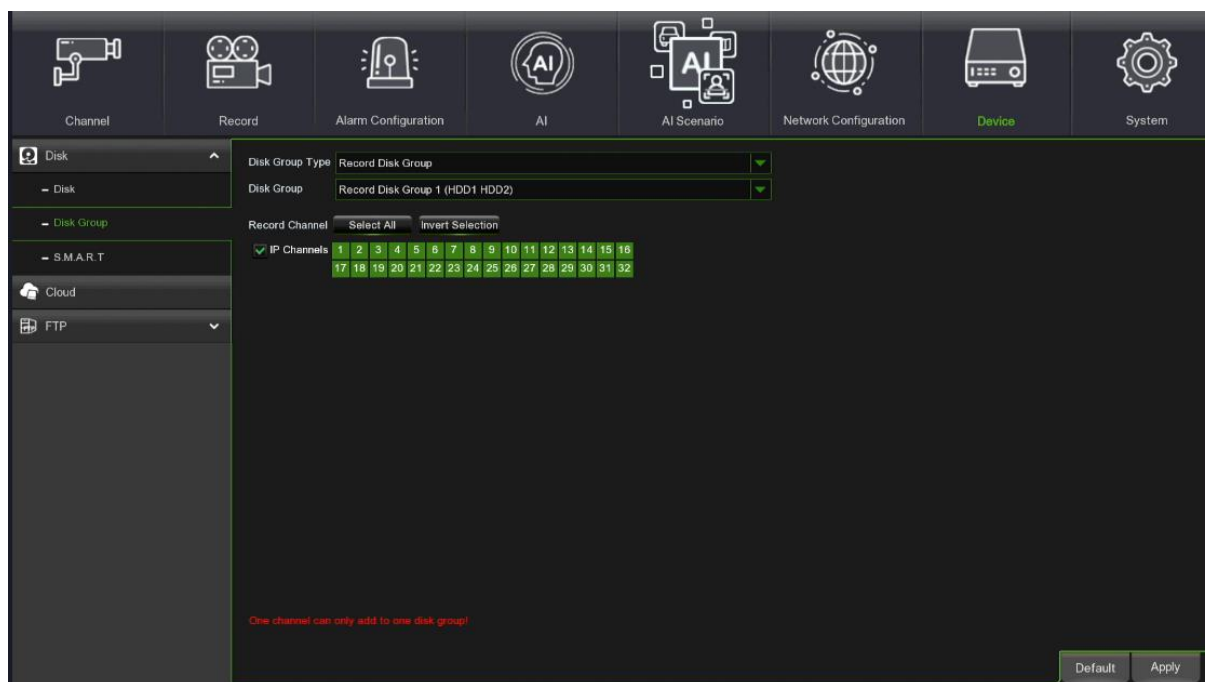 AI
AI
Channel Record Alarm Configuration AI AI Scenario Network Configuration Device System
Disk
Disk
Disk Group
S.M.A.R.T
Cloud
FTP
Disk Group Type Record Disk Group
Disk Group Record Disk Group 1 (HDD1 HDD2)
Record Channel Select All Invert Selection
IP Channels 1 2 3 4 5 6 7 8 9 10 11 12 13 14 15 16
17 18 19 20 21 22 23 24 25 26 27 28 29 30 31 32
One channel can only add to one disk group!
Default Apply